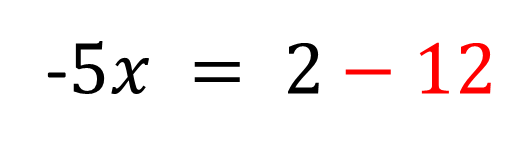 -5x = 2 – 12